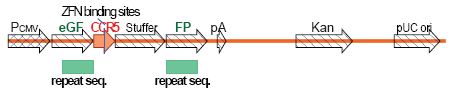 ZFN binding sites
PCMV eGF CCR5 Stuffer FP pA Kan pUC ori
repeat seq. repeat seq.